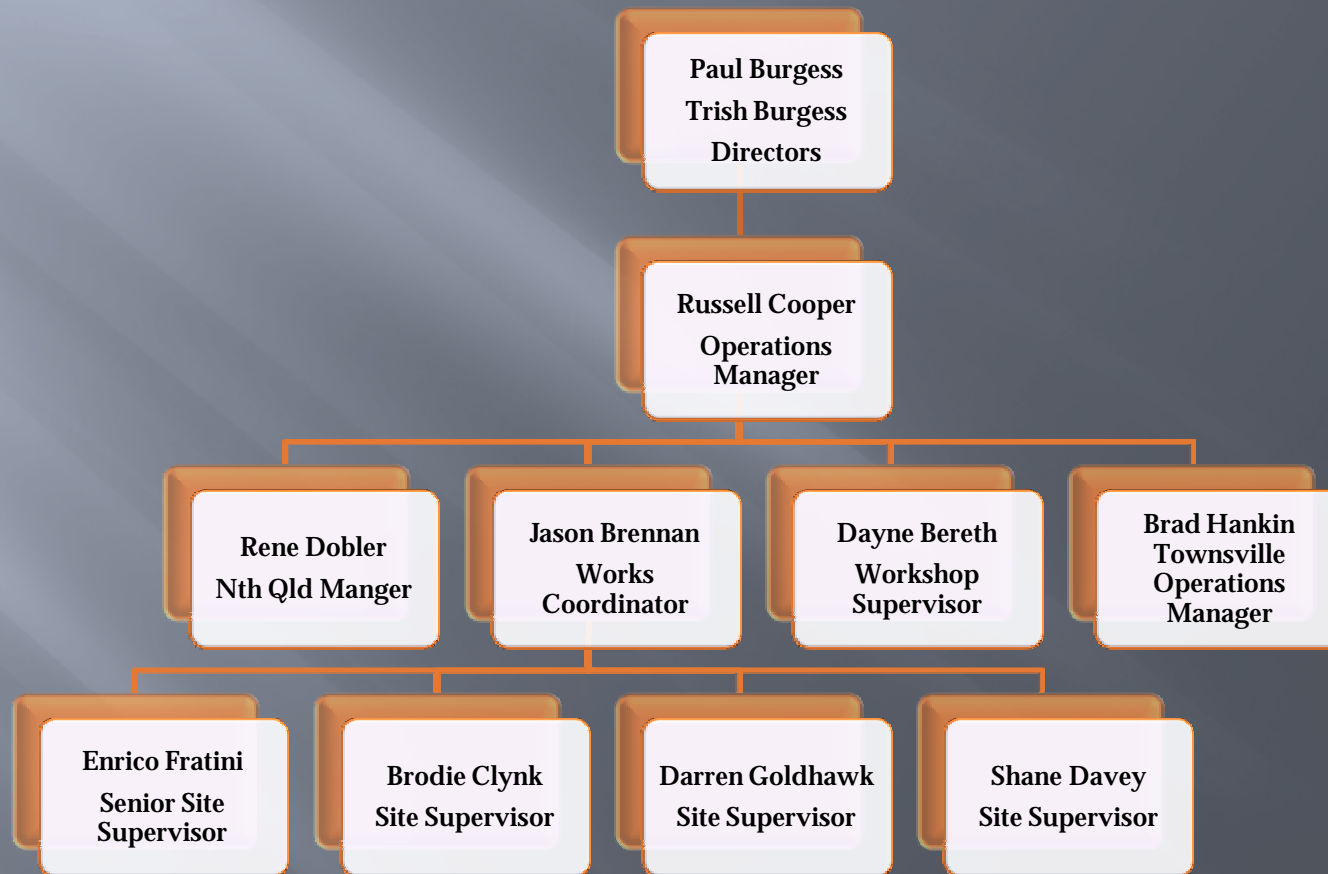 Paul Burgess
Trish Burgess
Directors
Russell Cooper
Operations
Manager
Rene Dobler
Nth Qld Manger
Jason Brennan
Works
Coordinator
Dayne Bereth
Workshop
Supervisor
Brad Hankin
Townsville
Operations
Manager
Enrico Fratini
Senior Site
Supervisor
Brodie Clynk
Site Supervisor
Darren Goldhawk
Site Supervisor
Shane Davey
Site Supervisor